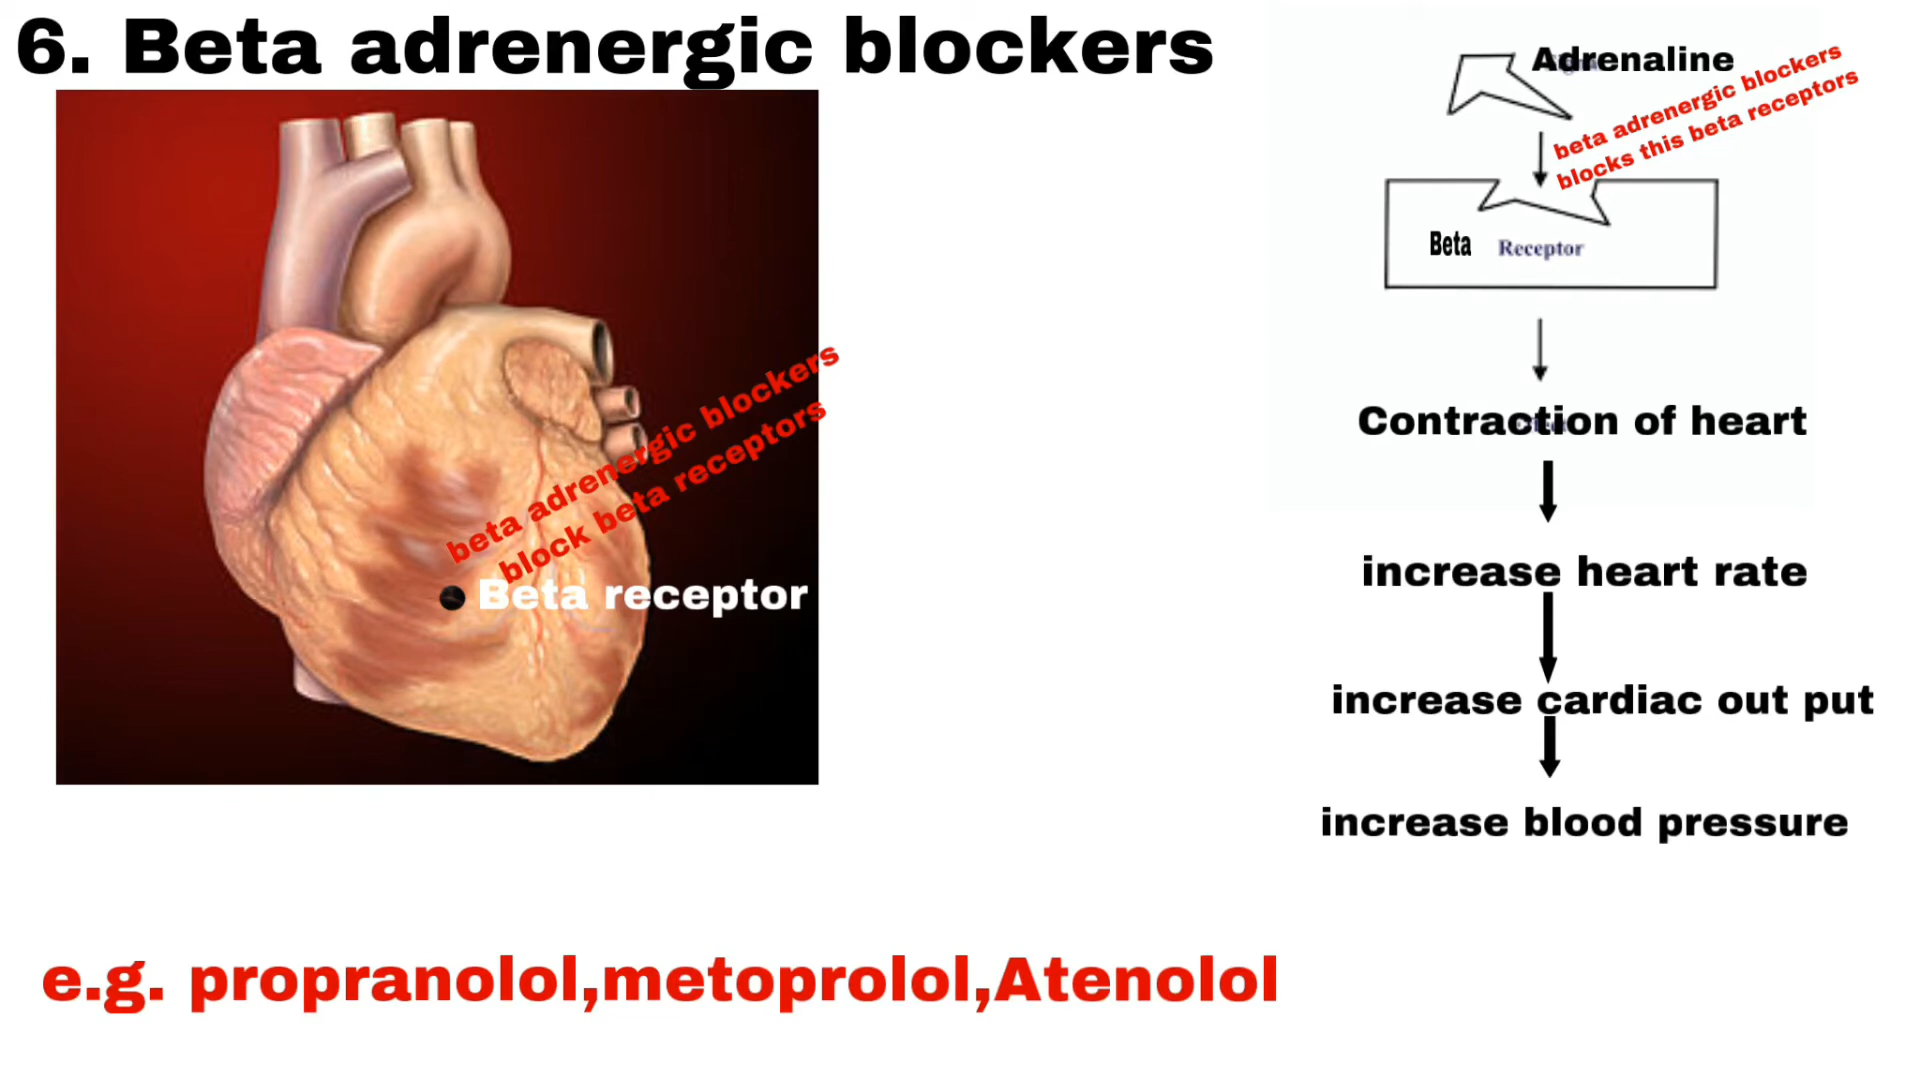 6. Beta adrenergic blockers
beta adrenergic blockers
block beta receptors
Beta receptor
Adrenaline
beta adrenergic blockers
blocks this beta receptors
Beta Receptor
Contraction of heart
increase heart rate
increase cardiac out put
increase blood pressure
e.g. propranolol,metoprolol,Atenolol